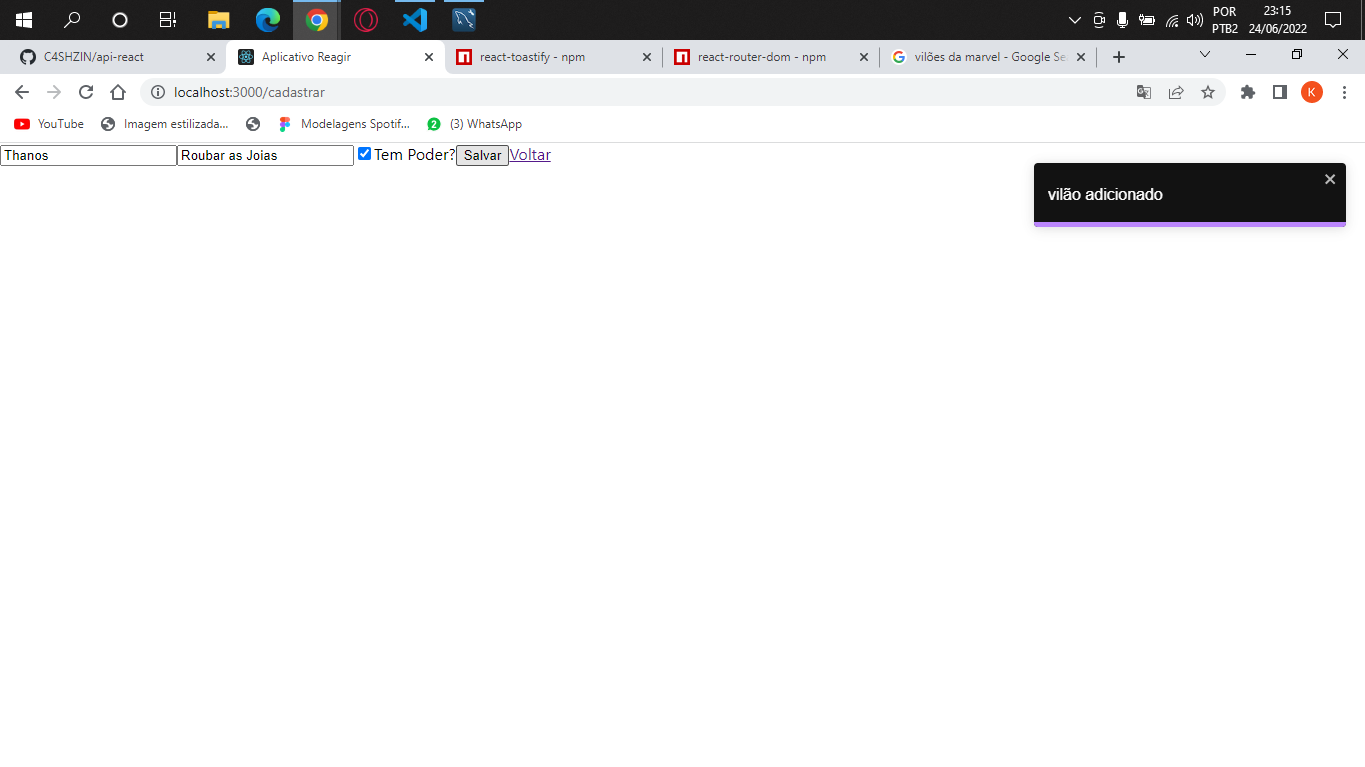 POR
PTB2
23:15
24/06/2022
C4SHZIN/api-react
Aplicativo Reagir
react-toastify - npm
react-router-dom - npm
vilões da marvel - Google Se
localhost:3000/cadastrar
K
YouTube
Imagem estilizada...
Modelagens Spotif...
2
(3) WhatsApp
Thanos
Roubar as Joias
Tem Poder?
Salvar
Voltar
vilão adicionado